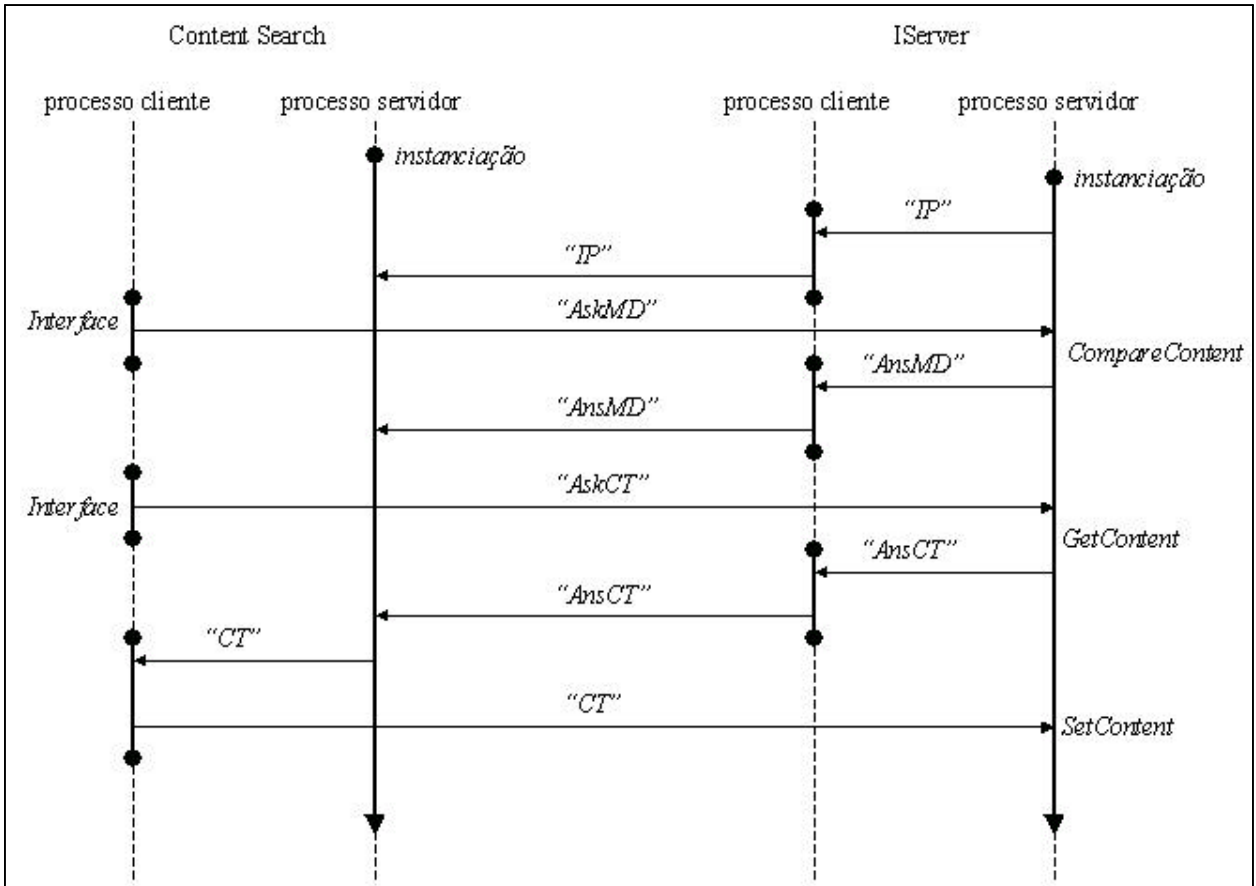 Content Search
IServer
processo cliente
processo servidor
processo cliente
processo servidor
instanciação
instanciação
“IP”
“IP”
“AskMD”
Interface
CompareContent
“AnsMD”
“AnsMD”
“AskCT”
Interface
GetContent
“AnsCT”
“AnsCT”
“CT”
“CT”
SetContent